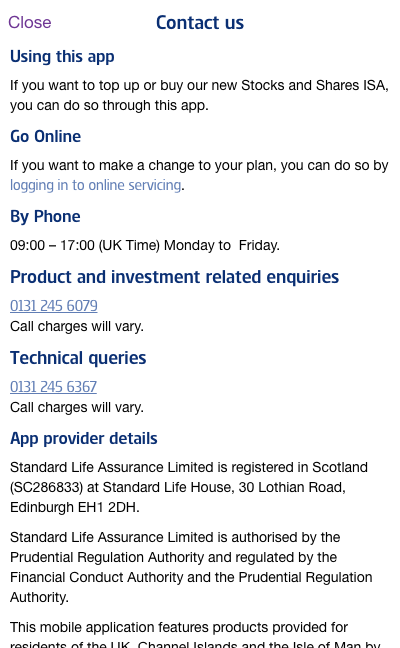 Close
Contact us
Using this app
If you want to top up or buy our new Stocks and Shares ISA,
you can do so through this app.
Go Online
If you want to make a change to your plan, you can do so by
logging in to online servicing.
By Phone
09:00 – 17:00 (UK Time) Monday to  Friday.
Product and investment related enquiries
0131 245 6079
Call charges will vary.
Technical queries
0131 245 6367
Call charges will vary.
App provider details
Standard Life Assurance Limited is registered in Scotland
(SC286833) at Standard Life House, 30 Lothian Road,
Edinburgh EH1 2DH.
Standard Life Assurance Limited is authorised by the
Prudential Regulation Authority and regulated by the
Financial Conduct Authority and the Prudential Regulation
Authority.
This mobile application features products provided for
residents of the UK, Channel Islands and the Isle of Man by